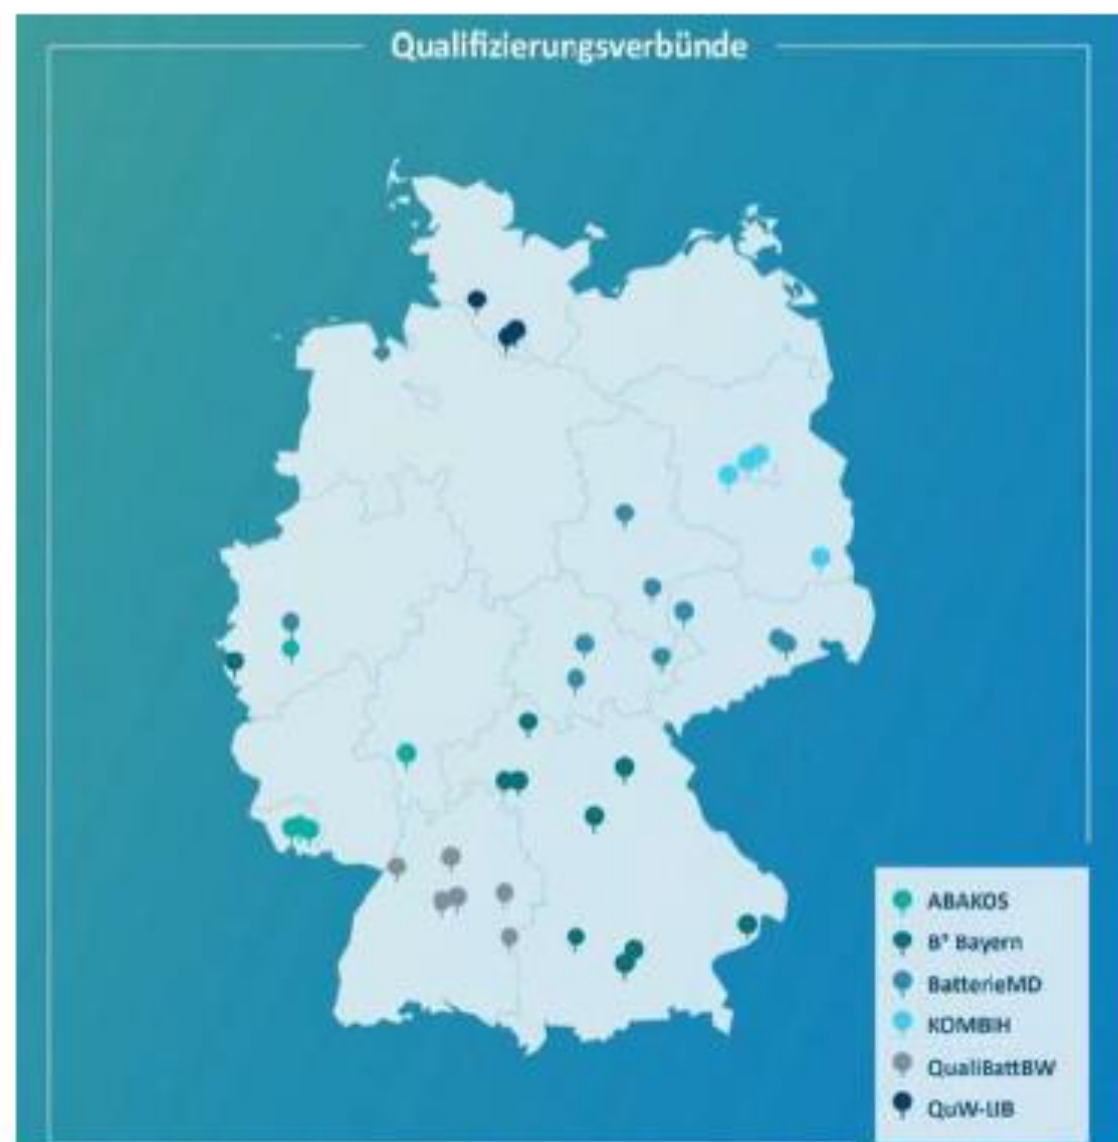 Qualifizierungsverbünde
ABAKOS
B³ Bayern
BatterieMD
KOMBIH
QualiBattBW
QuW-LIB